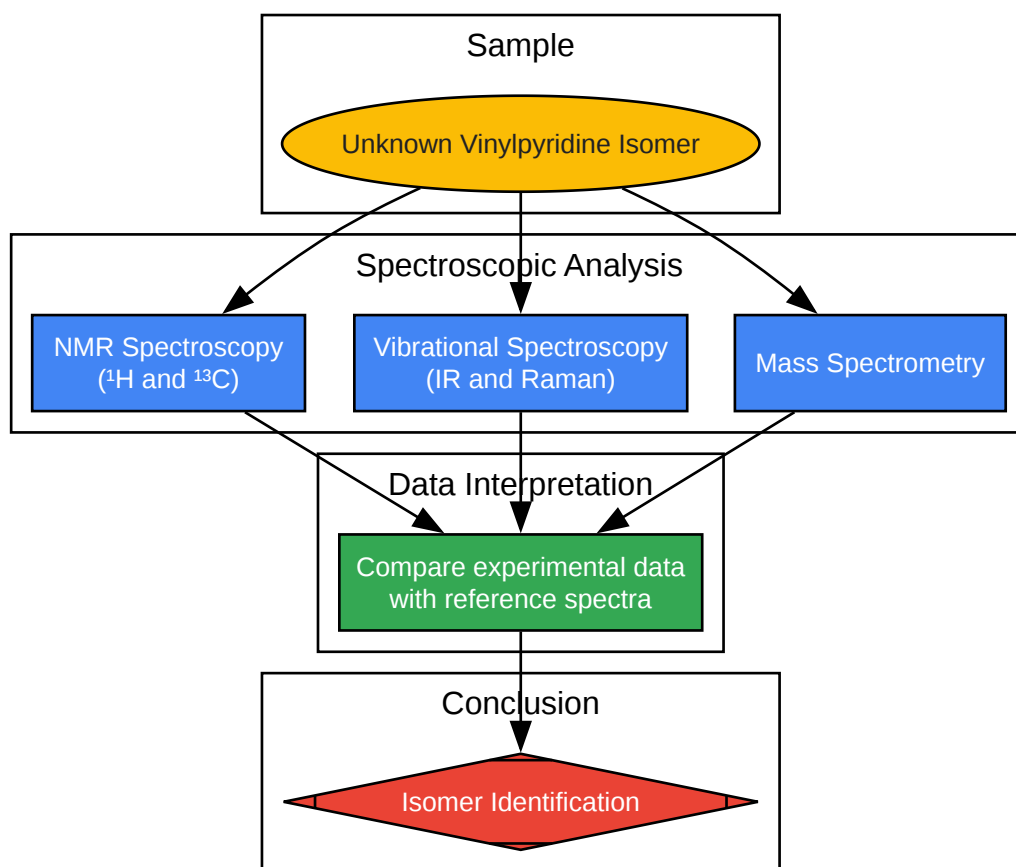 Sample
Unknown Vinylpyridine Isomer
Spectroscopic Analysis
NMR Spectroscopy
(¹H and ¹³C)
Vibrational Spectroscopy
(IR and Raman)
Mass Spectrometry
Data Interpretation
Compare experimental data
with reference spectra
Conclusion
Isomer Identification